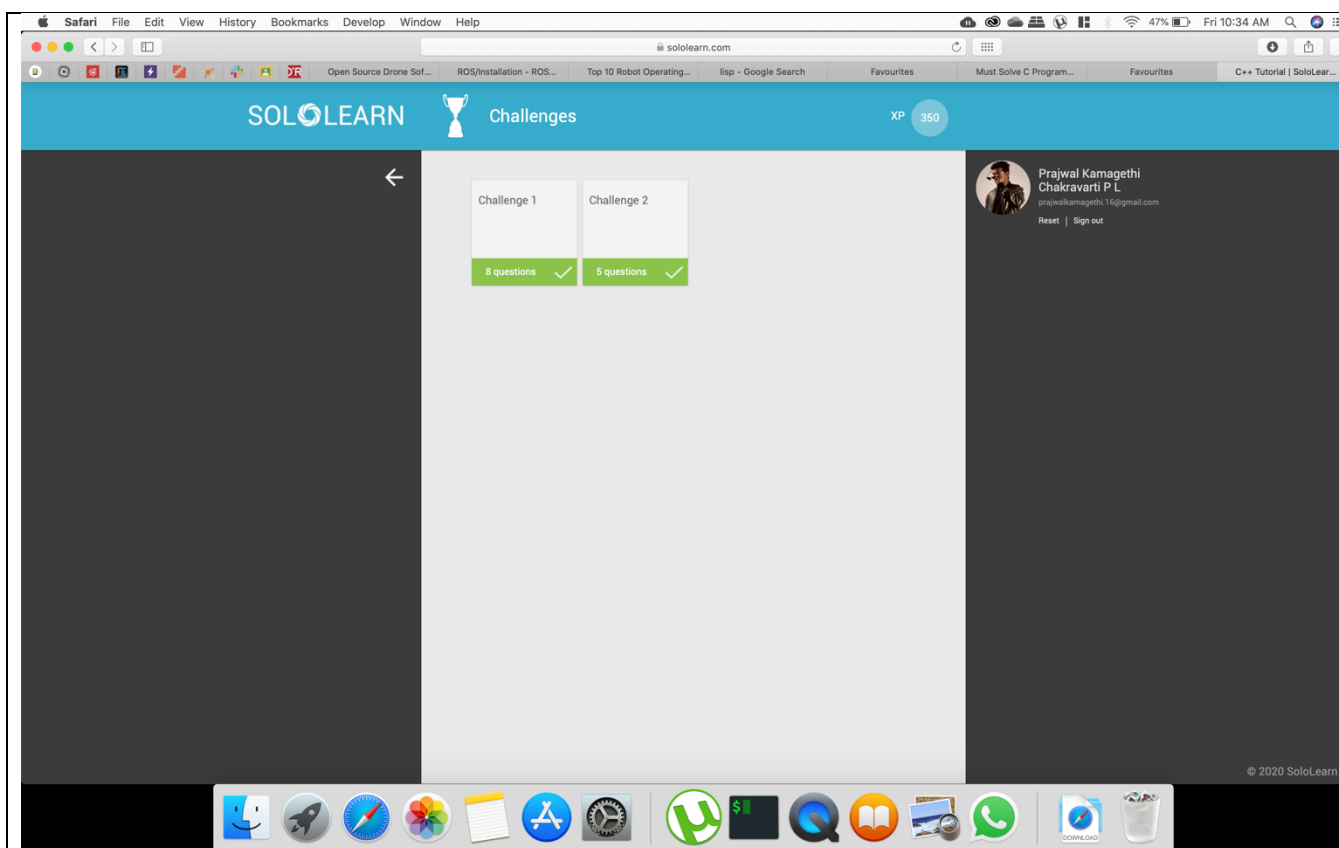 Safari File Edit View History Bookmarks Develop Window Help 47% Fri 10:34 AM
sololearn.com
Open Source Drone Sof... ROS/Installation - ROS... Top 10 Robot Operating... lisp - Google Search Favourites Must Solve C Program... Favourites C++ Tutorial | SoloLear...
SOLOLEARN Challenges XP 350
Prajwal Kamagethi
Chakravarti P L
prajwalkamagethi.16@gmail.com
Reset | Sign out
Challenge 1 Challenge 2
8 questions 5 questions
© 2020 SoloLearn
$
DOWNLOAD